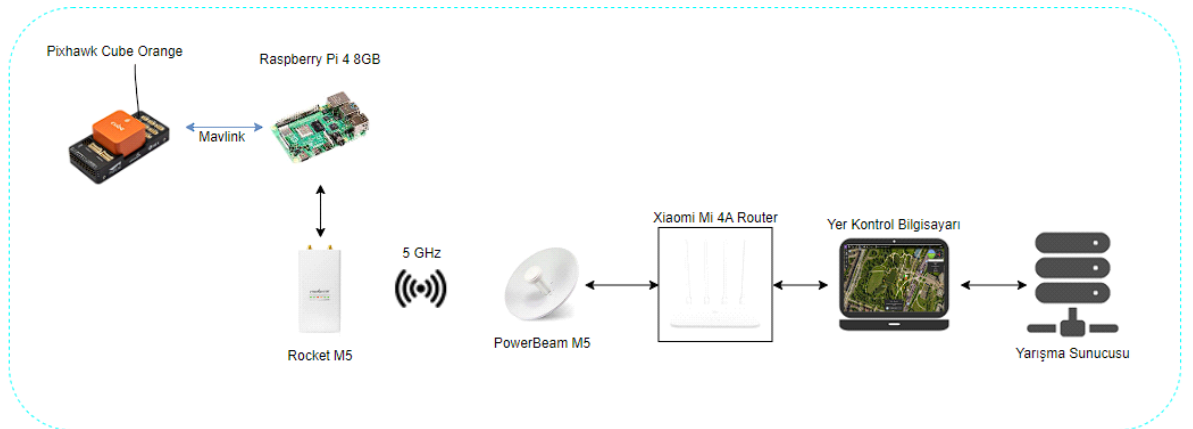 Pixhawk Cube Orange
Raspberry Pi 4 8GB
cube
Mavlink
Xiaomi Mi 4A Router
Yer Kontrol Bilgisayarı
5 GHz
PowerBeam M5
Rocket M5
Yarışma Sunucusu